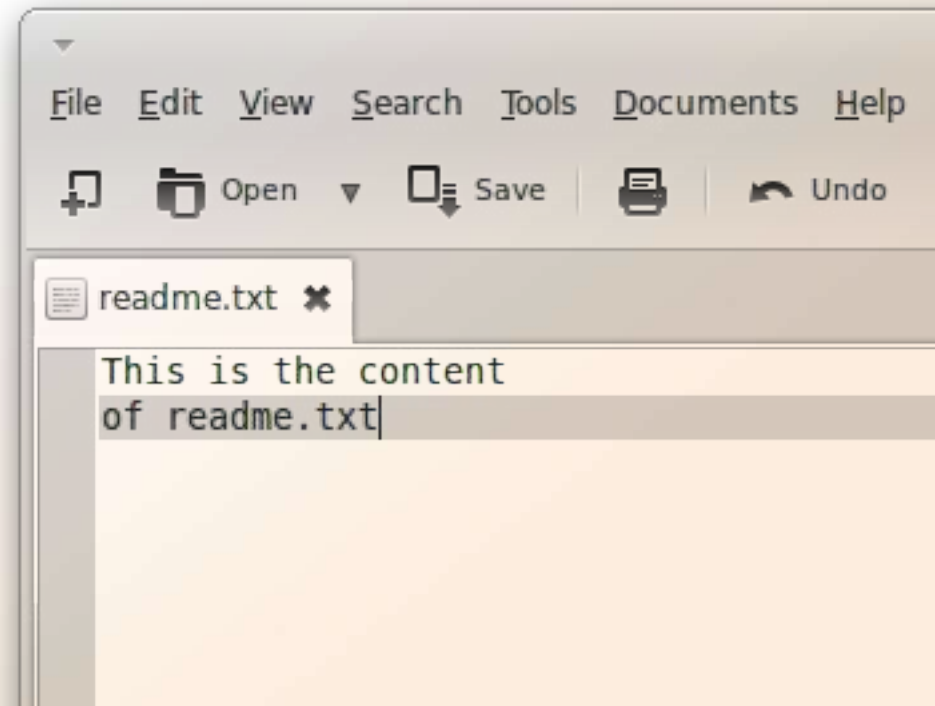 File Edit View Search Tools Documents Help
Open Save Undo
readme.txt
This is the content
of readme.txt